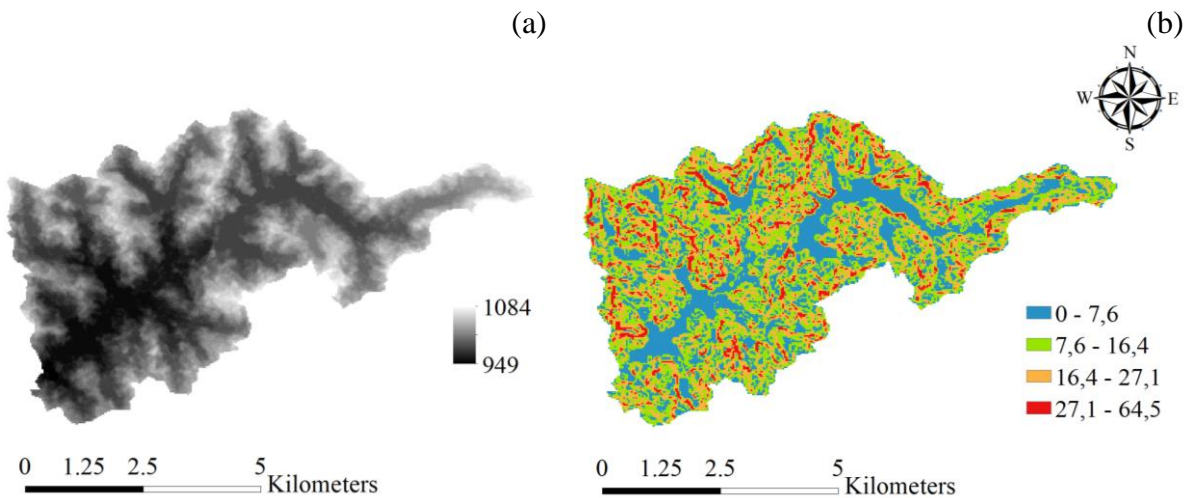 (a)
(b)
N
W E
S
1084
949
0 - 7,6
7,6 - 16,4
16,4 - 27,1
27,1 - 64,5
0 1.25 2.5 5
Kilometers
0 1.25 2.5 5
Kilometers